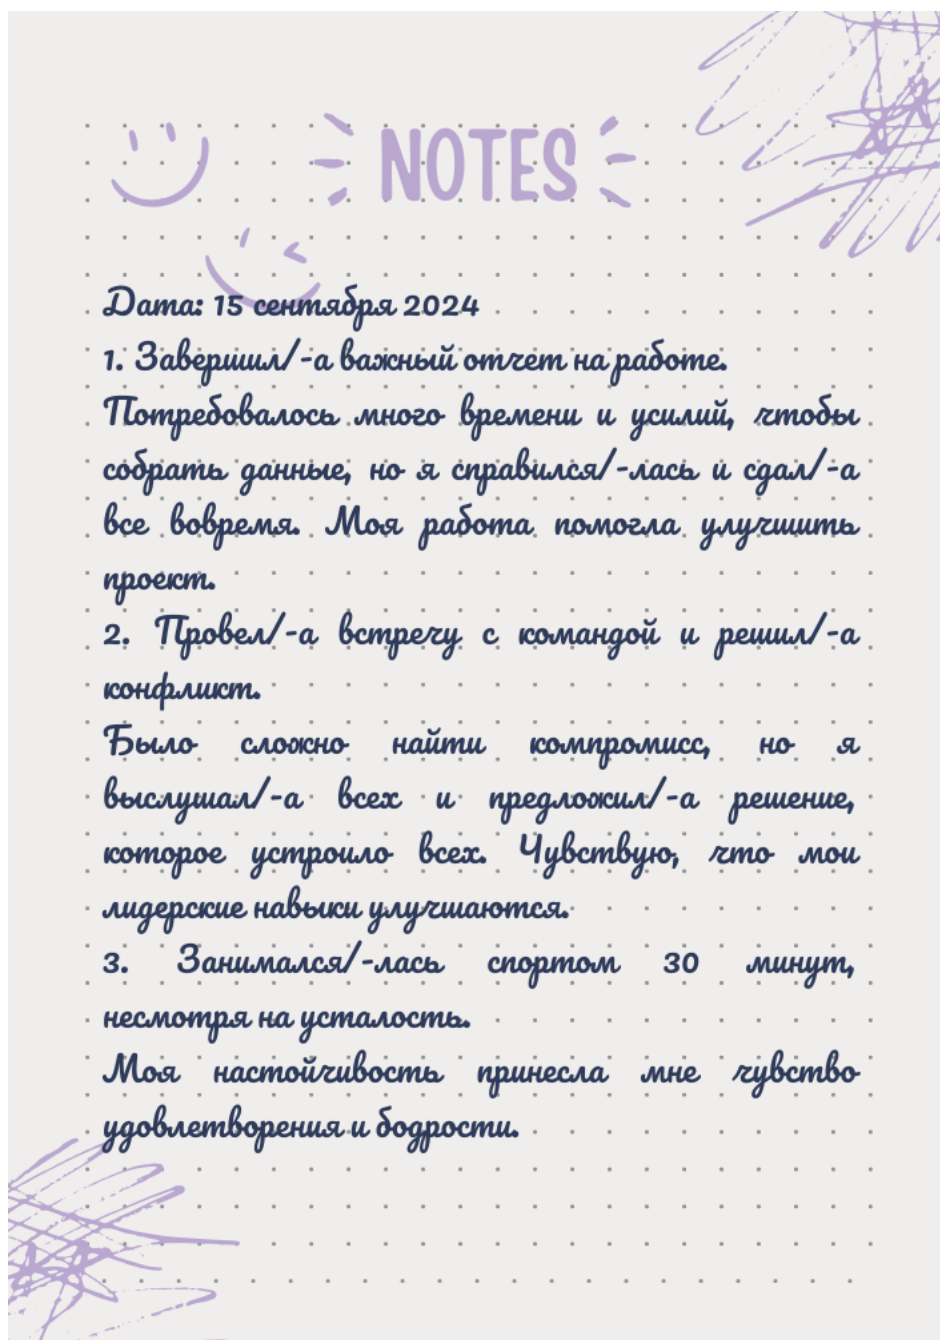 NOTES
Дата: 15 сентября 2024
1. Завершил/-а важный отчет на работе.
Потребовалось много времени и усилий, чтобы
собрать данные, но я справился/-лась и сдал/-а
все вовремя. Моя работа помогла улучшить
проект.
2. Провел/-а встречу с командой и решил/-а
конфликт.
Было сложно найти компромисс, но я
выслушал/-а всех и предложил/-а решение,
которое устроило всех. Чувствую, что мои
лидерские навыки улучшаются.
3. Занимался/-лась спортом 30 минут,
несмотря на усталость.
Моя настойчивость принесла мне чувство
удовлетворения и бодрости.